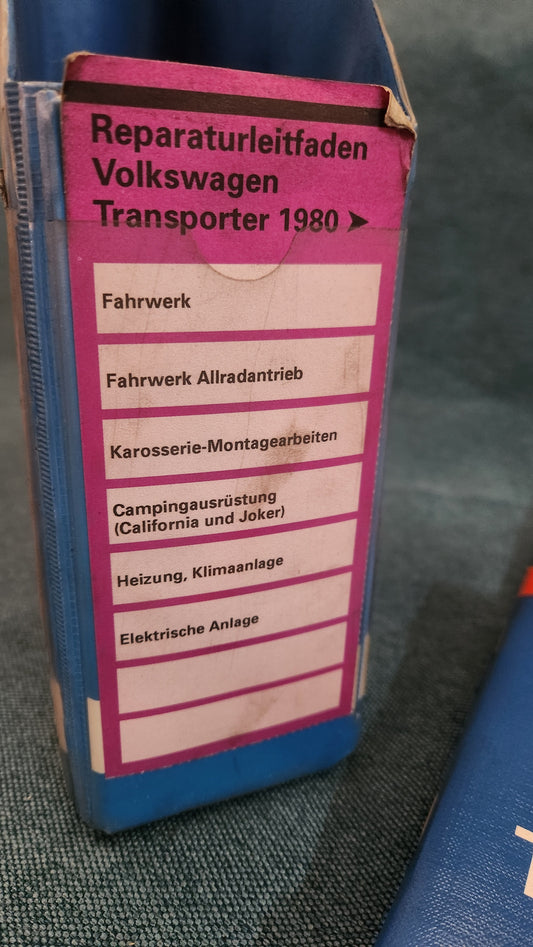 Reparaturleitfaden
Volkswagen
Transporter 1980 ➤
Fahrwerk
Fahrwerk Allradantrieb
Karosserie-Montagearbeiten
Campingausrüstung
(California und Joker)
Heizung, Klimaanlage
Elektrische Anlage